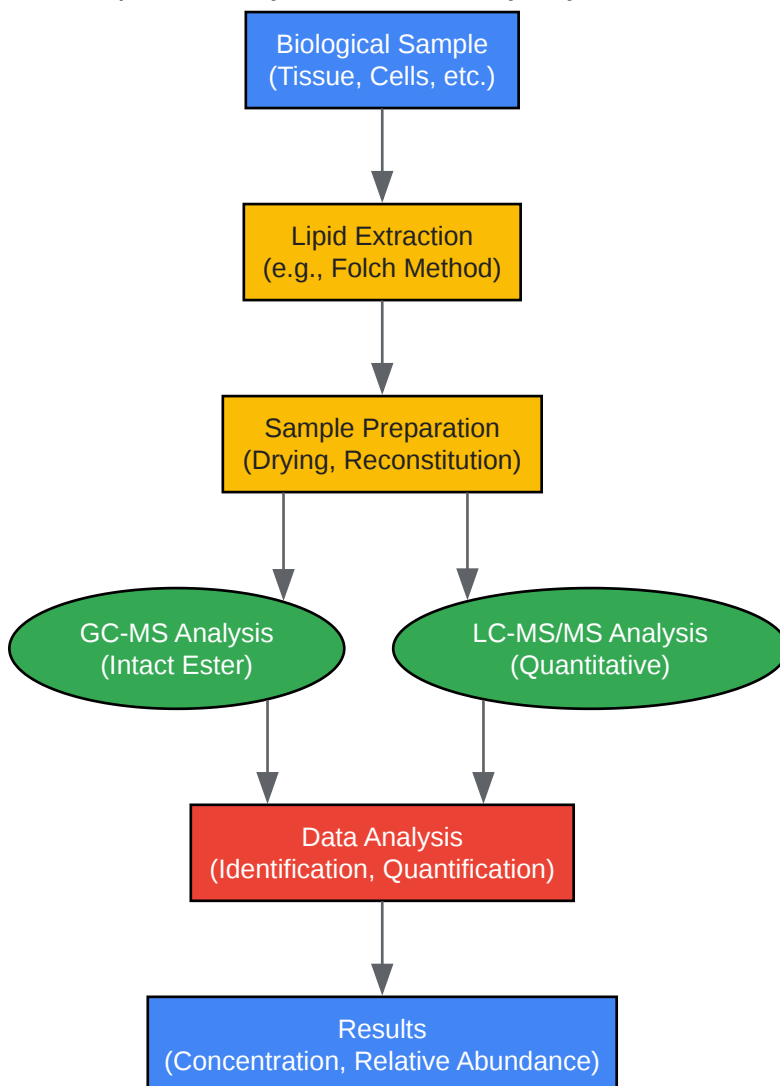 Biological Sample
(Tissue, Cells, etc.)
Lipid Extraction
(e.g., Folch Method)
Sample Preparation
(Drying, Reconstitution)
GC-MS Analysis
(Intact Ester)
LC-MS/MS Analysis
(Quantitative)
Data Analysis
(Identification, Quantification)
Results
(Concentration, Relative Abundance)